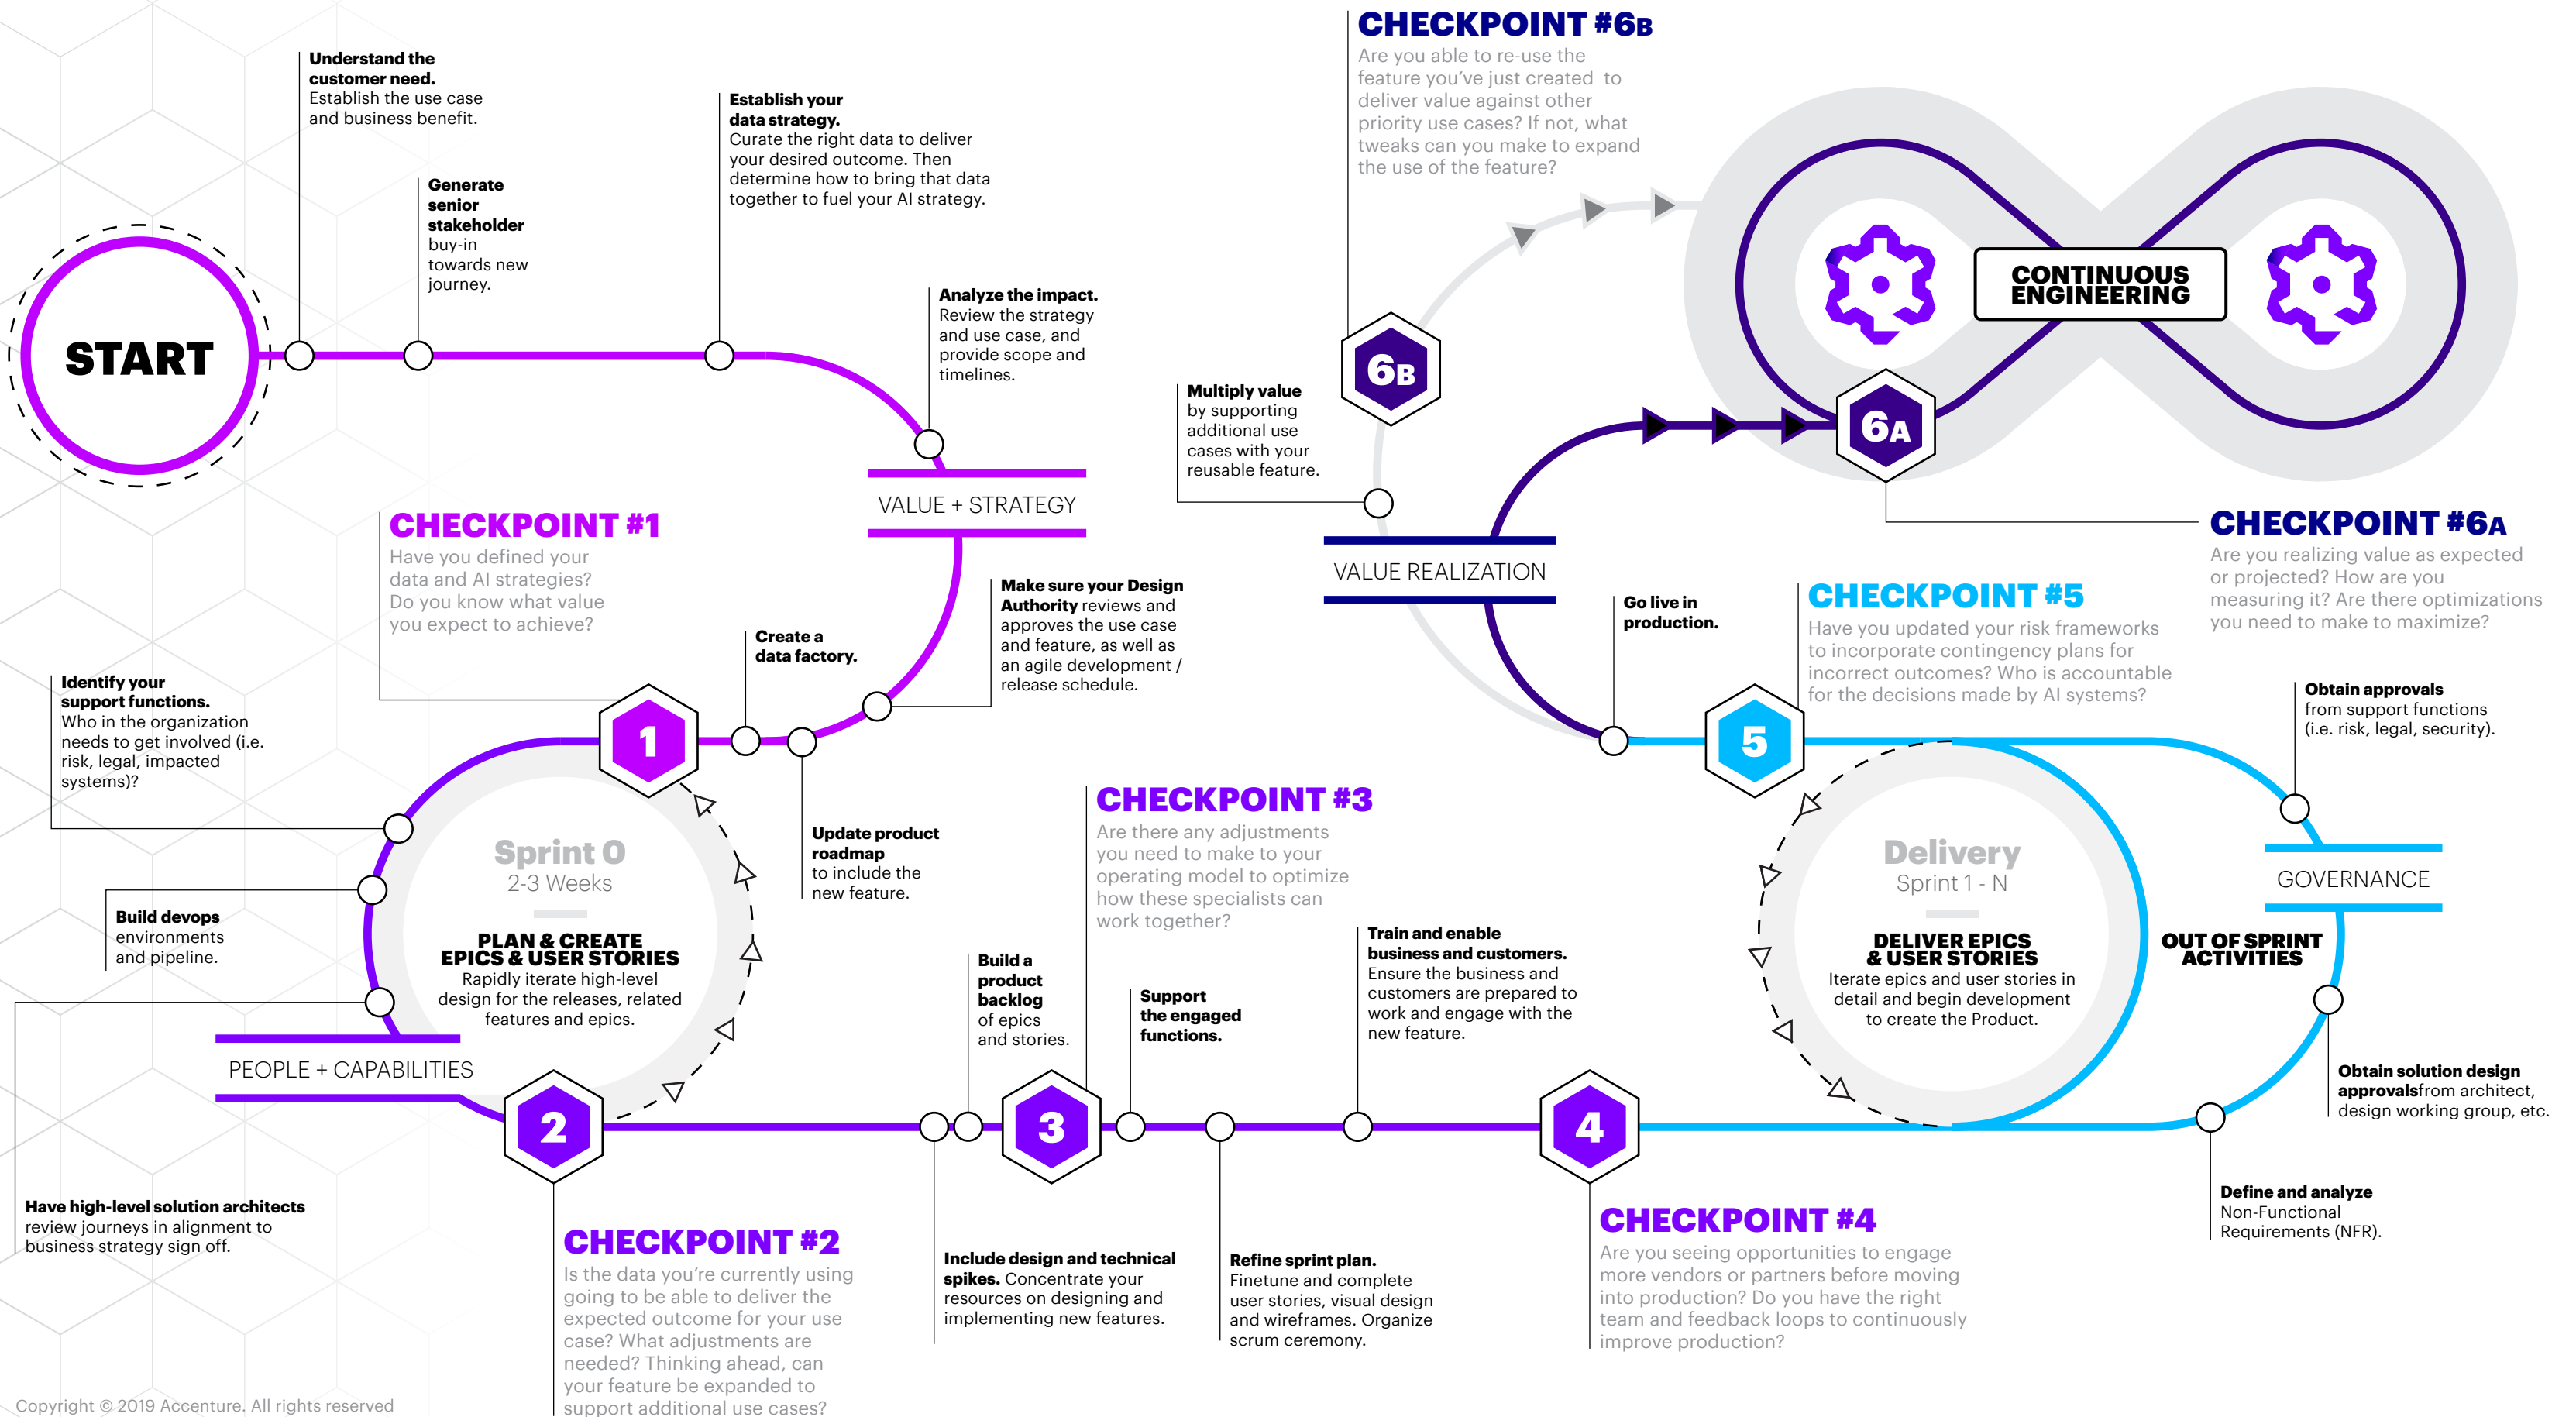 START
Understand the
customer need.
Establish the use case
and business benefit.
Generate
senior
stakeholder
buy-in
towards new
journey.
Establish your
data strategy.
Curate the right data to deliver
your desired outcome. Then
determine how to bring that data
together to fuel your AI strategy.
Analyze the impact.
Review the strategy
and use case, and
provide scope and
timelines.
VALUE + STRATEGY
Make sure your Design
Authority reviews and
approves the use case
and feature, as well as
an agile development /
release schedule.
Update product
roadmap
to include the
new feature.
Create a
data factory.
CHECKPOINT #1
Have you defined your
data and AI strategies?
Do you know what value
you expect to achieve?
1
Identify your
support functions.
Who in the organization
needs to get involved (i.e.
risk, legal, impacted
systems)?
Build devops
environments
and pipeline.
Have high-level solution architects
review journeys in alignment to
business strategy sign off.
PEOPLE + CAPABILITIES
Sprint 0
2-3 Weeks
PLAN & CREATE
EPICS & USER STORIES
Rapidly iterate high-level
design for the releases, related
features and epics.
2
CHECKPOINT #2
Is the data you're currently using
going to be able to deliver the
expected outcome for your use
case? What adjustments are
needed? Thinking ahead, can
your feature be expanded to
support additional use cases?
Include design and technical
spikes. Concentrate your
resources on designing and
implementing new features.
Build a
product
backlog
of epics
and stories.
3
CHECKPOINT #3
Are there any adjustments
you need to make to your
operating model to optimize
how these specialists can
work together?
Support
the engaged
functions.
Refine sprint plan.
Finetune and complete
user stories, visual design
and wireframes. Organize
scrum ceremony.
Train and enable
business and customers.
Ensure the business and
customers are prepared to
work and engage with the
new feature.
4
CHECKPOINT #4
Are you seeing opportunities to engage
more vendors or partners before moving
into production? Do you have the right
team and feedback loops to continuously
improve production?
Delivery
Sprint 1 - N
DELIVER EPICS
& USER STORIES
Iterate epics and user stories in
detail and begin development
to create the Product.
OUT OF SPRINT
ACTIVITIES
Define and analyze
Non-Functional
Requirements (NFR).
Obtain solution design
approvalsfrom architect,
design working group, etc.
GOVERNANCE
Obtain approvals
from support functions
(i.e. risk, legal, security).
5
CHECKPOINT #5
Have you updated your risk frameworks
to incorporate contingency plans for
incorrect outcomes? Who is accountable
for the decisions made by AI systems?
Go live in
production.
VALUE REALIZATION
Multiply value
by supporting
additional use
cases with your
reusable feature.
6B
CHECKPOINT #6B
Are you able to re-use the
feature you've just created to
deliver value against other
priority use cases? If not, what
tweaks can you make to expand
the use of the feature?
6A
CHECKPOINT #6A
Are you realizing value as expected
or projected? How are you
measuring it? Are there optimizations
you need to make to maximize?
CONTINUOUS
ENGINEERING
Copyright © 2019 Accenture. All rights reserved